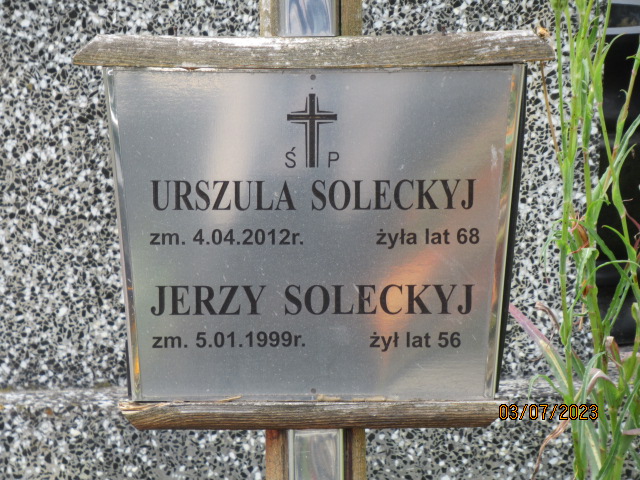 Ś P
URSZULA SOLECKYJ
zm. 4.04.2012r. żyła lat 68
JERZY SOLECKYJ
zm. 5.01.1999r. żył lat 56
03/07/2023